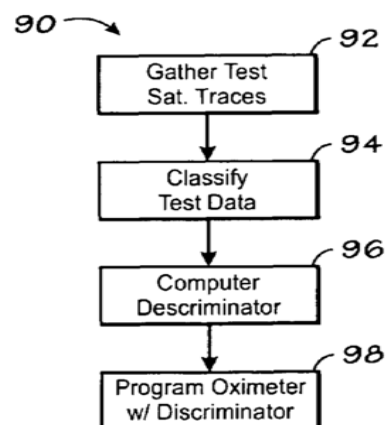 90
92
Gather Test
Sat. Traces
94
Classify
Test Data
96
Computer
Descriminator
98
Program Oximeter
w/ Discriminator